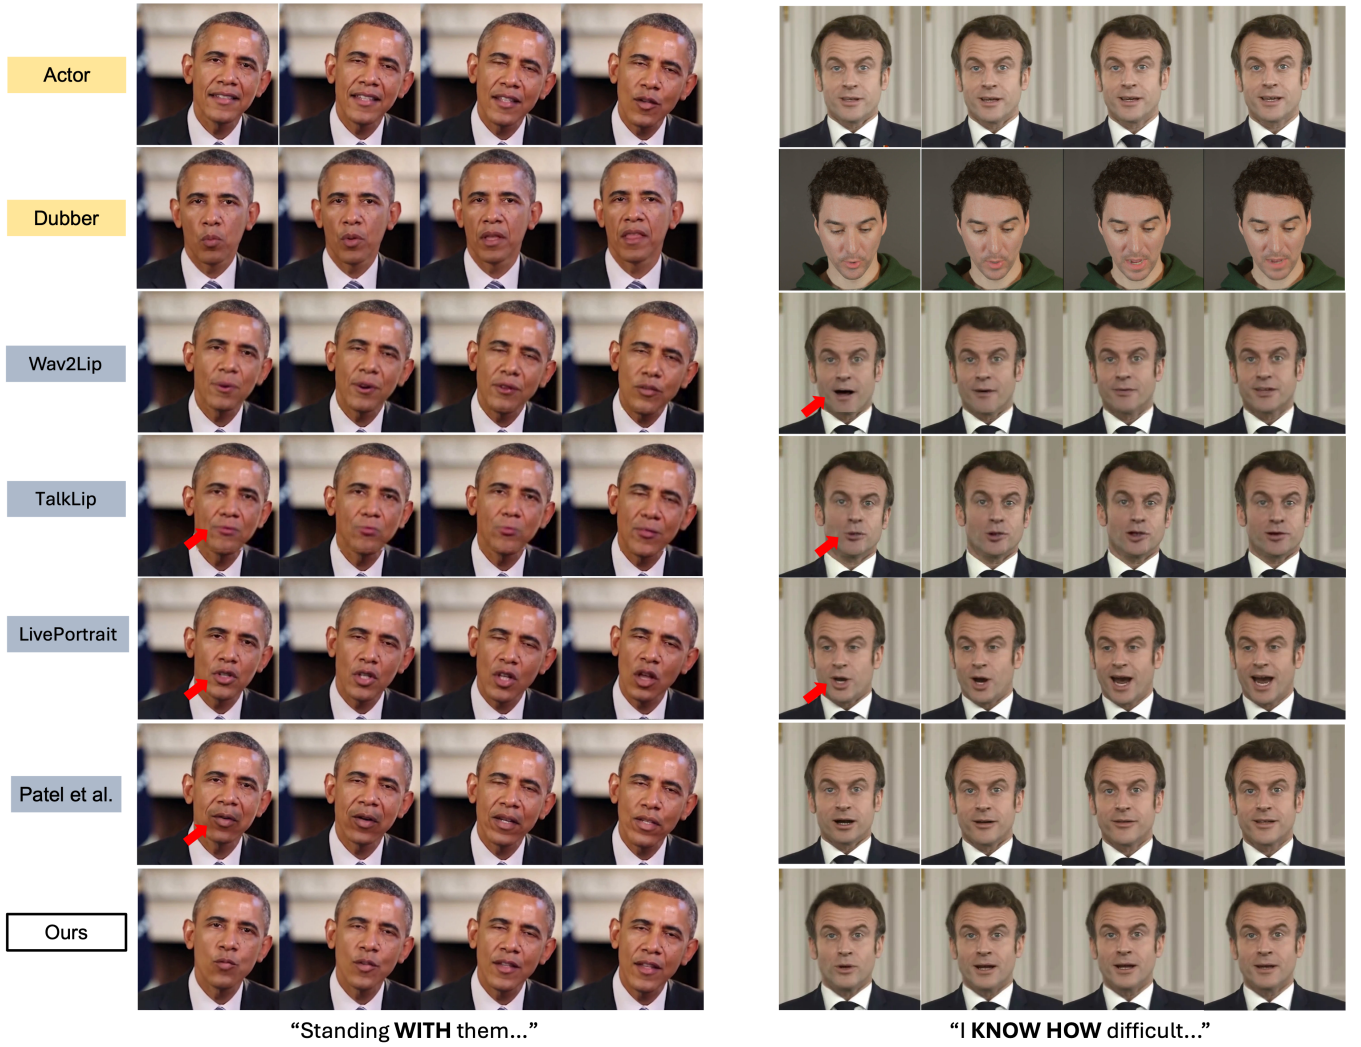 Actor
Dubber
Wav2Lip
TalkLip
LivePortrait
Patel et al.
Ours
“Standing WITH them...”
“I KNOW HOW difficult...”